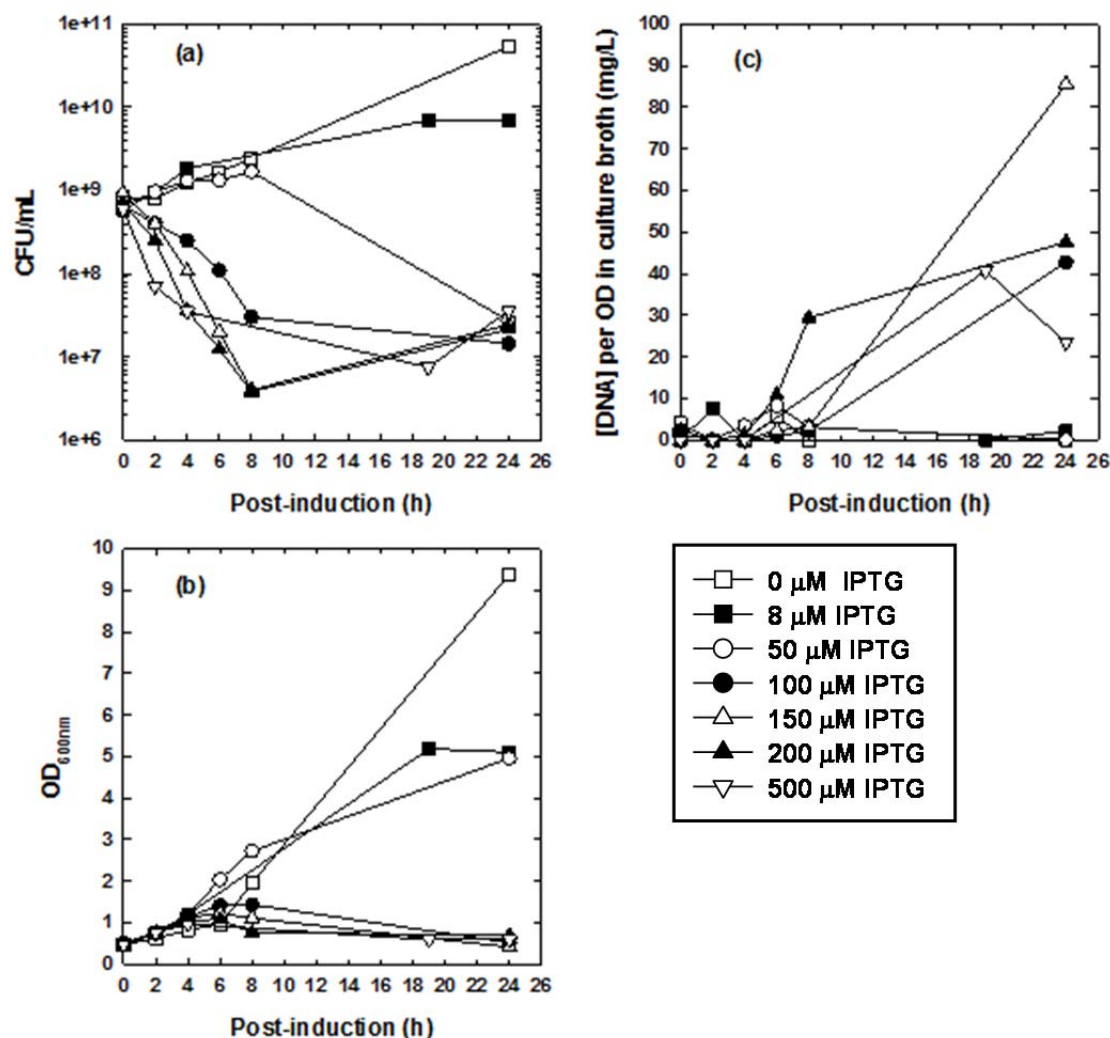 (a)
CFU/mL
1e+11
1e+10
1e+9
1e+8
1e+7
1e+6
0 2 4 6 8 10 12 14 16 18 20 22 24 26
Post-induction (h)
(c)
[DNA] per OD in culture broth (mg/L)
100
90
80
70
60
50
40
30
20
10
0
0 2 4 6 8 10 12 14 16 18 20 22 24 26
Post-induction (h)
(b)
OD600nm
10
9
8
7
6
5
4
3
2
1
0
0 2 4 6 8 10 12 14 16 18 20 22 24 26
Post-induction (h)
0 μM IPTG
8 μM IPTG
50 μM IPTG
100 μM IPTG
150 μM IPTG
200 μM IPTG
500 μM IPTG